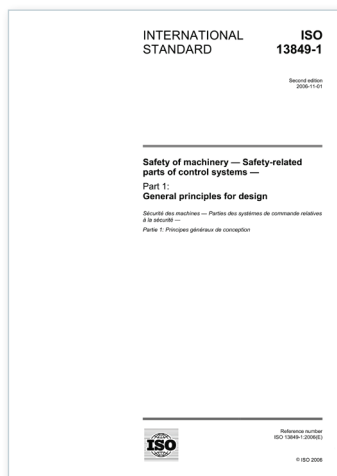 INTERNATIONAL STANDARD
ISO 13849-1
Second edition
2006-11-01
Safety of machinery — Safety-related
parts of control systems —
Part 1:
General principles for design
Sécurité des machines — Parties des systèmes de commande relatives
à la sécurité —
Partie 1: Principes généraux de conception
ISO
Reference number
ISO 13849-1:2006(E)
© ISO 2006